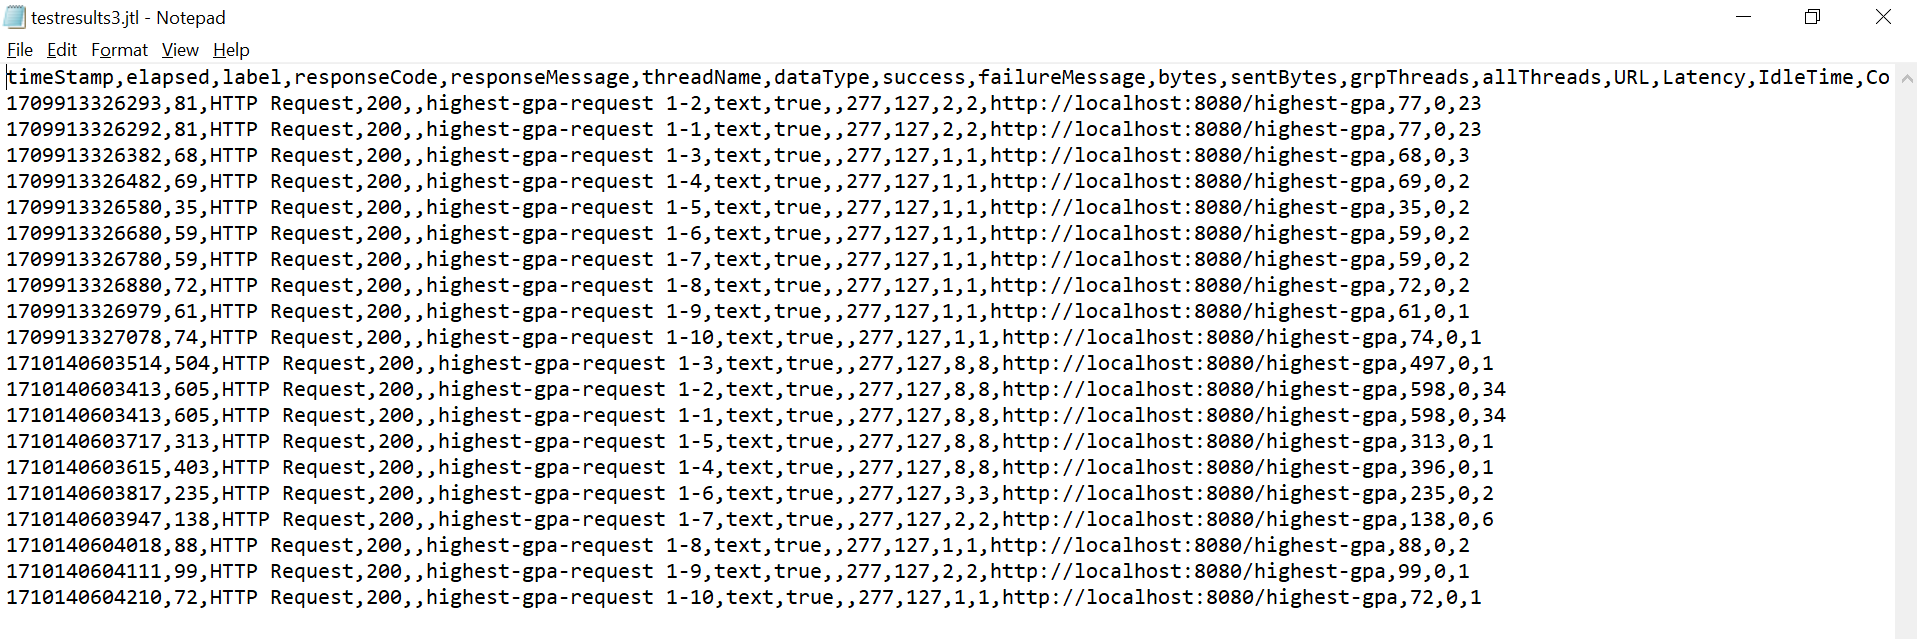 testresults3.jtl - Notepad
File Edit Format View Help
timeStamp,elapsed,label,responseCode,responseMessage,threadName,dataType,success,failureMessage,bytes,sentBytes,grpThreads,allThreads,URL,Latency,IdleTime,Co
1709913326293,81,HTTP Request,200,,highest-gpa-request 1-2,text,true,,277,127,2,2,http://localhost:8080/highest-gpa,77,0,23
1709913326292,81,HTTP Request,200,,highest-gpa-request 1-1,text,true,,277,127,2,2,http://localhost:8080/highest-gpa,77,0,23
1709913326382,68,HTTP Request,200,,highest-gpa-request 1-3,text,true,,277,127,1,1,http://localhost:8080/highest-gpa,68,0,3
1709913326482,69,HTTP Request,200,,highest-gpa-request 1-4,text,true,,277,127,1,1,http://localhost:8080/highest-gpa,69,0,2
1709913326580,35,HTTP Request,200,,highest-gpa-request 1-5,text,true,,277,127,1,1,http://localhost:8080/highest-gpa,35,0,2
1709913326680,59,HTTP Request,200,,highest-gpa-request 1-6,text,true,,277,127,1,1,http://localhost:8080/highest-gpa,59,0,2
1709913326780,59,HTTP Request,200,,highest-gpa-request 1-7,text,true,,277,127,1,1,http://localhost:8080/highest-gpa,59,0,2
1709913326880,72,HTTP Request,200,,highest-gpa-request 1-8,text,true,,277,127,1,1,http://localhost:8080/highest-gpa,72,0,2
1709913326979,61,HTTP Request,200,,highest-gpa-request 1-9,text,true,,277,127,1,1,http://localhost:8080/highest-gpa,61,0,1
1709913327078,74,HTTP Request,200,,highest-gpa-request 1-10,text,true,,277,127,1,1,http://localhost:8080/highest-gpa,74,0,1
1710140603514,504,HTTP Request,200,,highest-gpa-request 1-3,text,true,,277,127,8,8,http://localhost:8080/highest-gpa,497,0,1
1710140603413,605,HTTP Request,200,,highest-gpa-request 1-2,text,true,,277,127,8,8,http://localhost:8080/highest-gpa,598,0,34
1710140603413,605,HTTP Request,200,,highest-gpa-request 1-1,text,true,,277,127,8,8,http://localhost:8080/highest-gpa,598,0,34
1710140603717,313,HTTP Request,200,,highest-gpa-request 1-5,text,true,,277,127,8,8,http://localhost:8080/highest-gpa,313,0,1
1710140603615,403,HTTP Request,200,,highest-gpa-request 1-4,text,true,,277,127,8,8,http://localhost:8080/highest-gpa,396,0,1
1710140603817,235,HTTP Request,200,,highest-gpa-request 1-6,text,true,,277,127,3,3,http://localhost:8080/highest-gpa,235,0,2
1710140603947,138,HTTP Request,200,,highest-gpa-request 1-7,text,true,,277,127,2,2,http://localhost:8080/highest-gpa,138,0,6
1710140604018,88,HTTP Request,200,,highest-gpa-request 1-8,text,true,,277,127,1,1,http://localhost:8080/highest-gpa,88,0,2
1710140604111,99,HTTP Request,200,,highest-gpa-request 1-9,text,true,,277,127,2,2,http://localhost:8080/highest-gpa,99,0,1
1710140604210,72,HTTP Request,200,,highest-gpa-request 1-10,text,true,,277,127,1,1,http://localhost:8080/highest-gpa,72,0,1